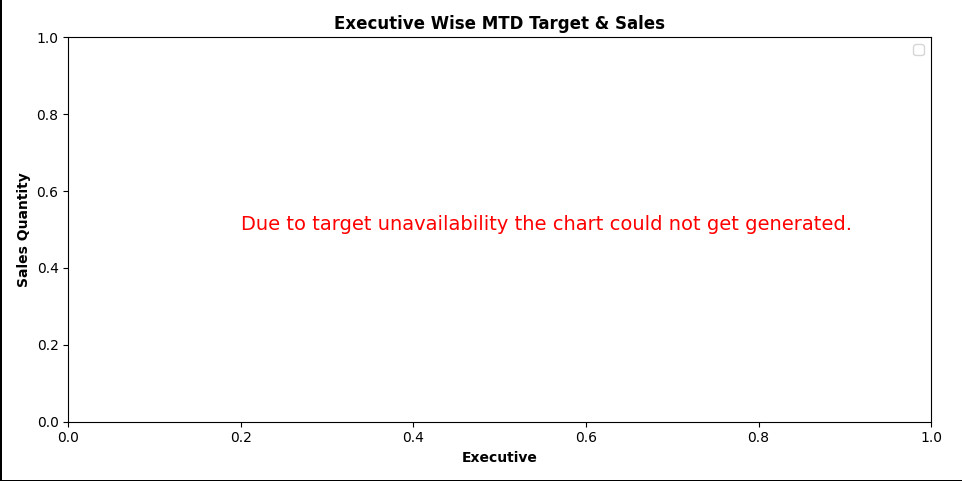 Executive Wise MTD Target & Sales
1.0
0.8
0.6
0.4
0.2
0.0
Sales Quantity
Due to target unavailability the chart could not get generated.
0.0 0.2 0.4 0.6 0.8 1.0
Executive